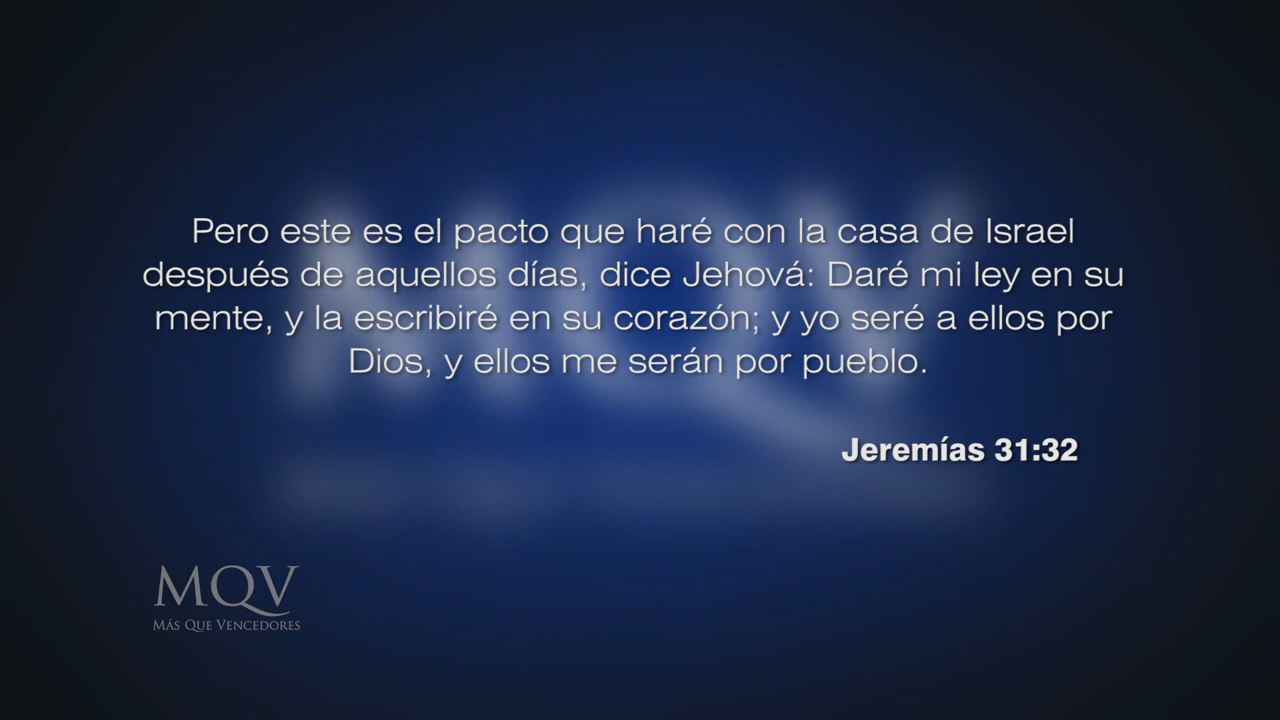 Pero este es el pacto que haré con la casa de Israel
después de aquellos días, dice Jehová: Daré mi ley en su
mente, y la escribiré en su corazón; y yo seré a ellos por
Dios, y ellos me serán por pueblo.
Jeremías 31:32
MQV
Más Que Vencedores